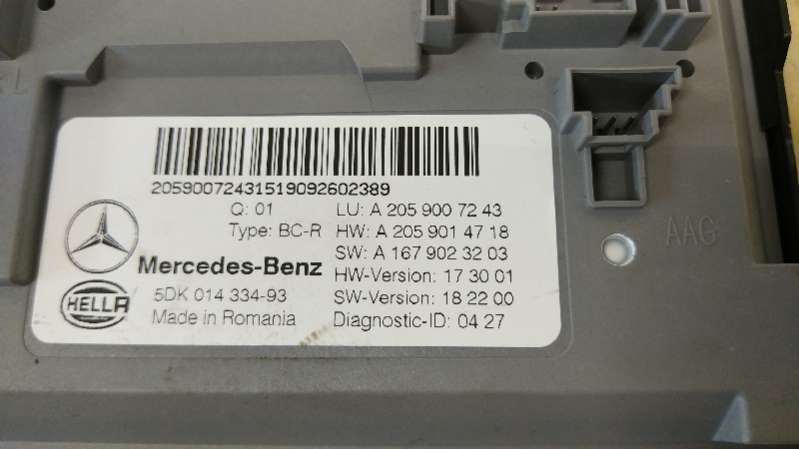 20590072431519092602389
Q: 01 LU: A 205 900 72 43
Type: BC-R HW: A 205 901 47 18
SW: A 167 902 32 03
Mercedes-Benz HW-Version: 17 30 01
HELLA 5DK 014 334-93 SW-Version: 18 22 00
Made in Romania Diagnostic-ID: 04 27
AAG